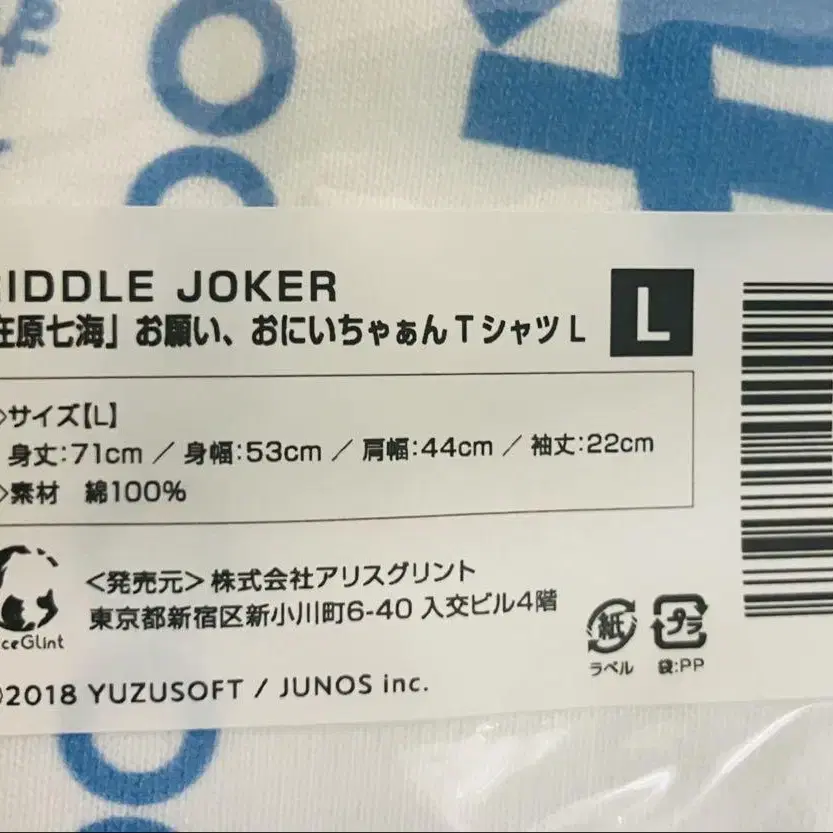 RIDDLE JOKER
在原七海」お願い、おにいちゃぁんTシャツL
L
◇サイズ【L】
身丈:71cm / 身幅:53cm / 肩幅:44cm / 袖丈:22cm
◇素材 綿100%
<発売元>株式会社アリスグリント
東京都新宿区新小川町6-40 入交ビル4階
ceGlint
紙
ラベル
プラ
袋:PP
©2018 YUZUSOFT / JUNOS inc.